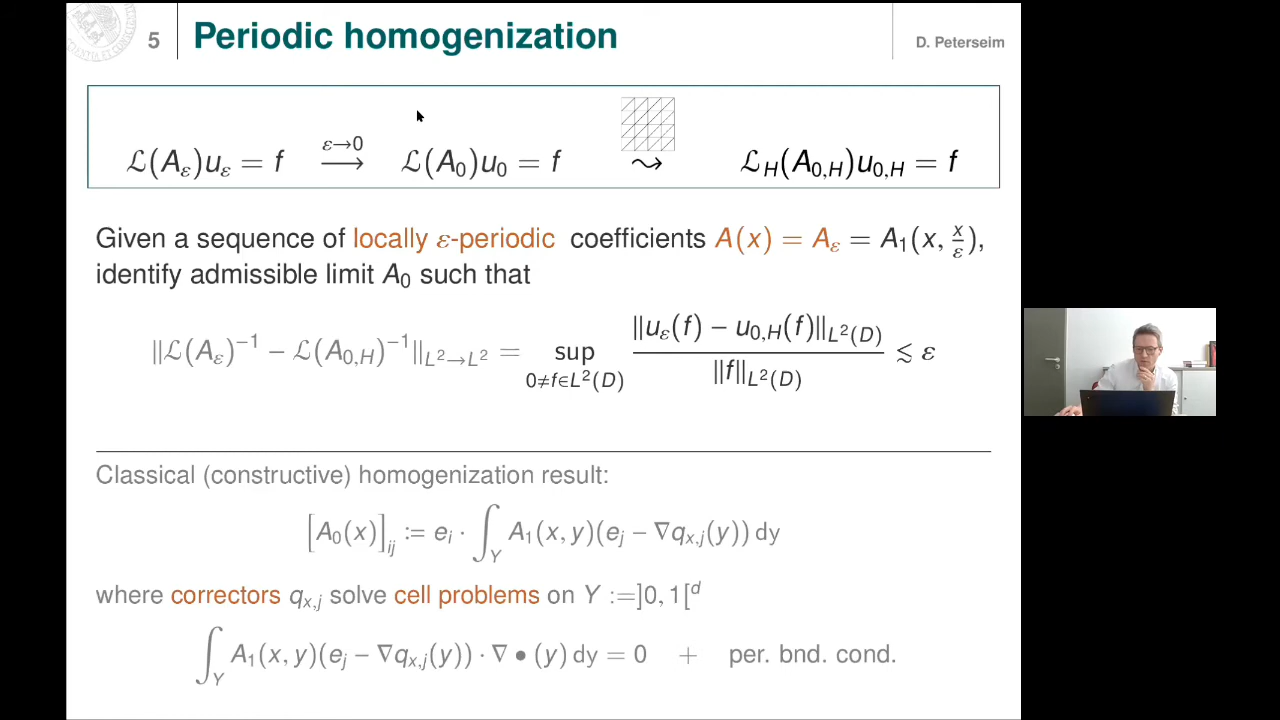 5 Periodic homogenization D. Peterseim
ℒ(A_ε)u_ε = f —ε→0→ ℒ(A_0)u_0 = f ⇝ ℒ_H(A_{0,H})u_{0,H} = f
Given a sequence of locally ε-periodic coefficients A(x) = A_ε = A_1(x, x/ε),
identify admissible limit A_0 such that
‖ℒ(A_ε)^{-1} − ℒ(A_{0,H})^{-1}‖_{L²→L²} = sup_{0≠f∈L²(D)} ‖u_ε(f) − u_{0,H}(f)‖_{L²(D)} / ‖f‖_{L²(D)} ≲ ε
Classical (constructive) homogenization result:
[A_0(x)]_{ij} := e_i · ∫_Y A_1(x, y)(e_j − ∇q_{x,j}(y)) dy
where correctors q_{x,j} solve cell problems on Y :=]0, 1[^d
∫_Y A_1(x, y)(e_j − ∇q_{x,j}(y)) · ∇ • (y) dy = 0 + per. bnd. cond.